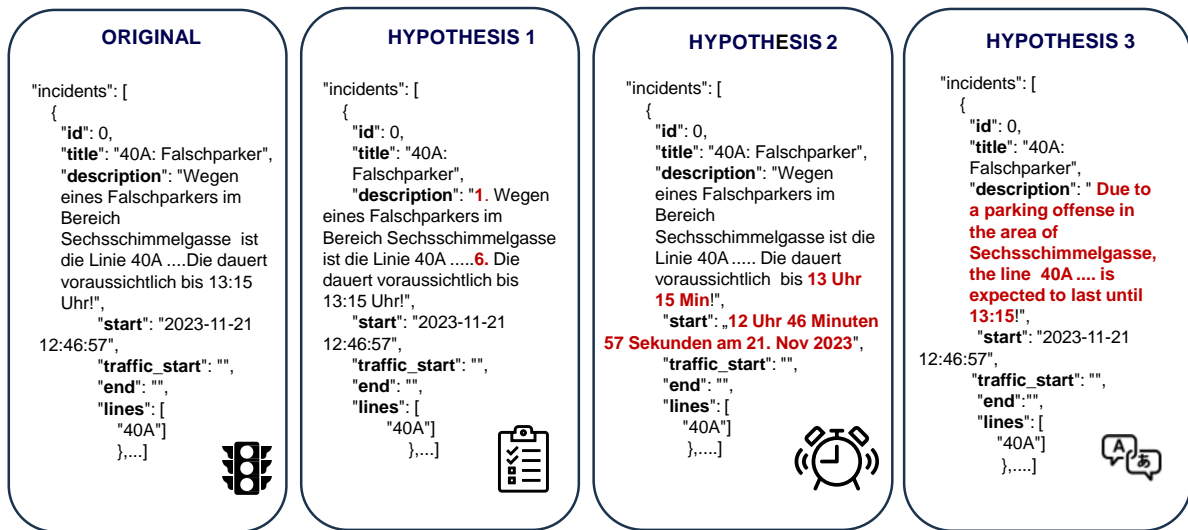 ORIGINAL
"incidents": [
{
"id": 0,
"title": "40A: Falschparker",
"description": "Wegen
eines Falschparkers im
Bereich
Sechsschimmelgasse ist
die Linie 40A ....Die dauert
voraussichtlich bis 13:15
Uhr!",
"start": "2023-11-21
12:46:57",
"traffic_start": "",
"end": "",
"lines": [
"40A"]
},...]
HYPOTHESIS 1
"incidents": [
{
"id": 0,
"title": "40A:
Falschparker",
"description": "1. Wegen
eines Falschparkers im
Bereich Sechsschimmelgasse
ist die Linie 40A .....6. Die
dauert voraussichtlich bis
13:15 Uhr!",
"start": "2023-11-21
12:46:57",
"traffic_start": "",
"end": "",
"lines": [
"40A"]
},...]
HYPOTHESIS 2
"incidents": [
{
"id": 0,
"title": "40A: Falschparker",
"description": "Wegen
eines Falschparkers im
Bereich
Sechsschimmelgasse ist die
Linie 40A ..... Die dauert
voraussichtlich bis 13 Uhr
15 Min!",
"start": „12 Uhr 46 Minuten
57 Sekunden am 21. Nov 2023",
"traffic_start": "",
"end": "",
"lines": [
"40A"]
},....]
HYPOTHESIS 3
"incidents": [
{
"id": 0,
"title": "40A:
Falschparker",
"description": " Due to
a parking offense in
the area of
Sechsschimmelgasse,
the line 40A .... is
expected to last until
13:15!",
"start": "2023-11-21
12:46:57",
"traffic_start": "",
"end":"",
"lines": [
"40A"]
},....]
A あ